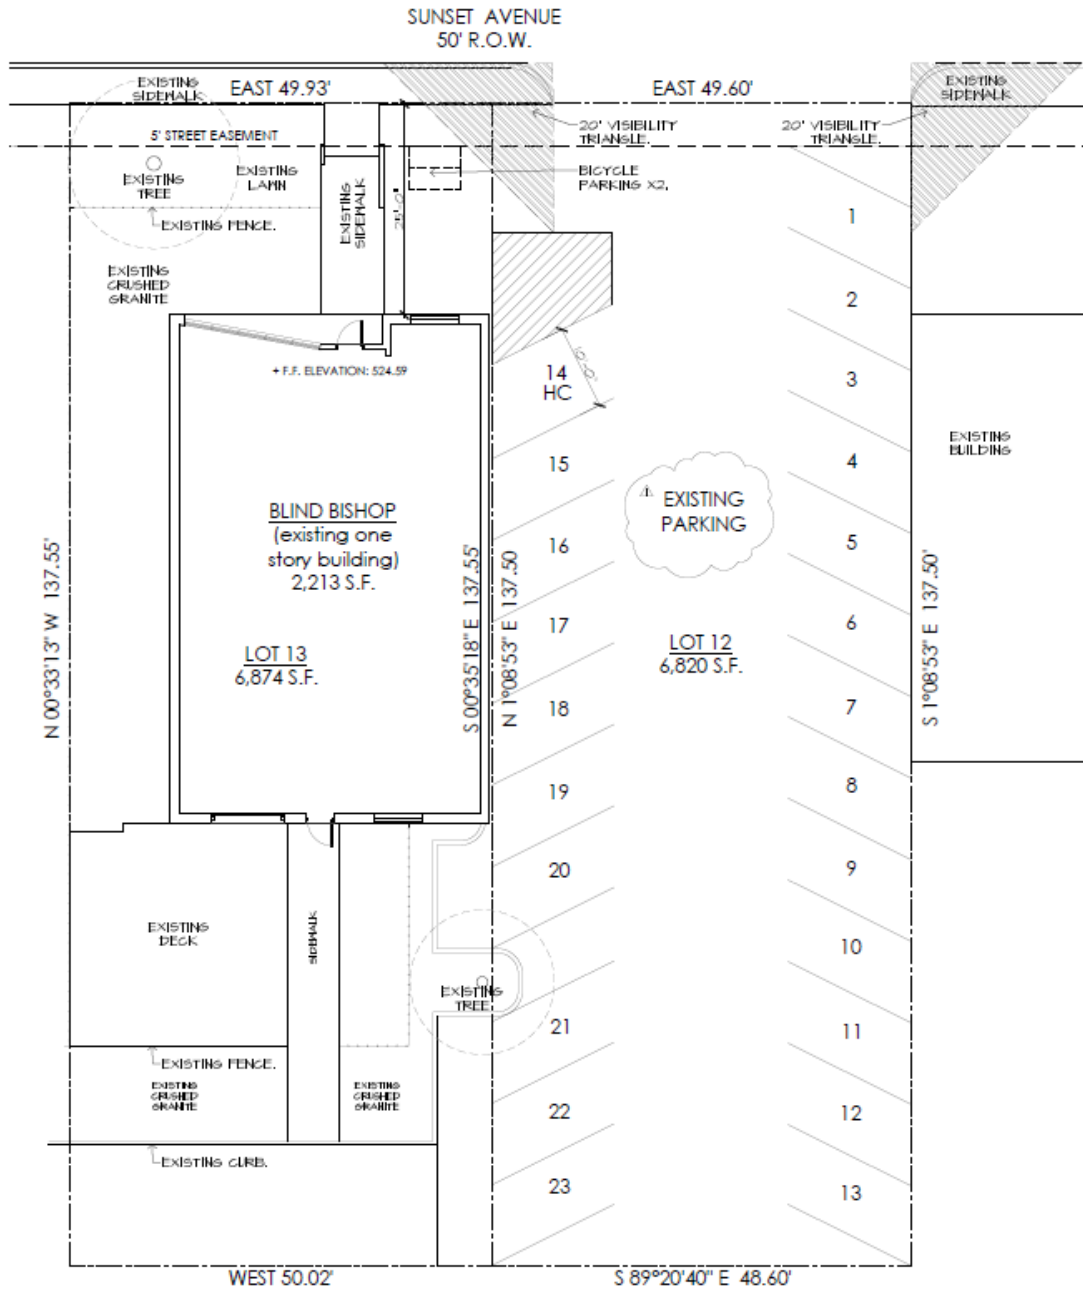 SUNSET AVENUE
50' R.O.W.
EXISTING
SIDEWALK
EAST 49.93'
EAST 49.60'
EXISTING
SIDEWALK
5' STREET EASEMENT
20' VISIBILITY
TRIANGLE.
20' VISIBILITY
TRIANGLE.
EXISTING
TREE
EXISTING
LAWN
BICYCLE
PARKING X2.
EXISTING
SIDEWALK
25'-0"
EXISTING FENCE.
EXISTING
CRUSHED
GRANITE
+ F.F. ELEVATION: 524.59
14
HC
10'-0"
1
2
3
4
5
6
7
8
9
10
11
12
13
15
16
17
18
19
20
21
22
23
EXISTING
BUILDING
EXISTING
PARKING
BLIND BISHOP
(existing one
story building)
2,213 S.F.
LOT 13
6,874 S.F.
LOT 12
6,820 S.F.
N 00°33'13" W 137.55'
S 00°35'18" E 137.55'
N 1°08'53" E 137.50
S 1°08'53" E 137.50'
EXISTING
DECK
SIDEWALK
EXISTING
TREE
EXISTING FENCE.
EXISTING
CRUSHED
GRANITE
EXISTING
CRUSHED
GRANITE
EXISTING CURB.
WEST 50.02'
S 89°20'40" E 48.60'